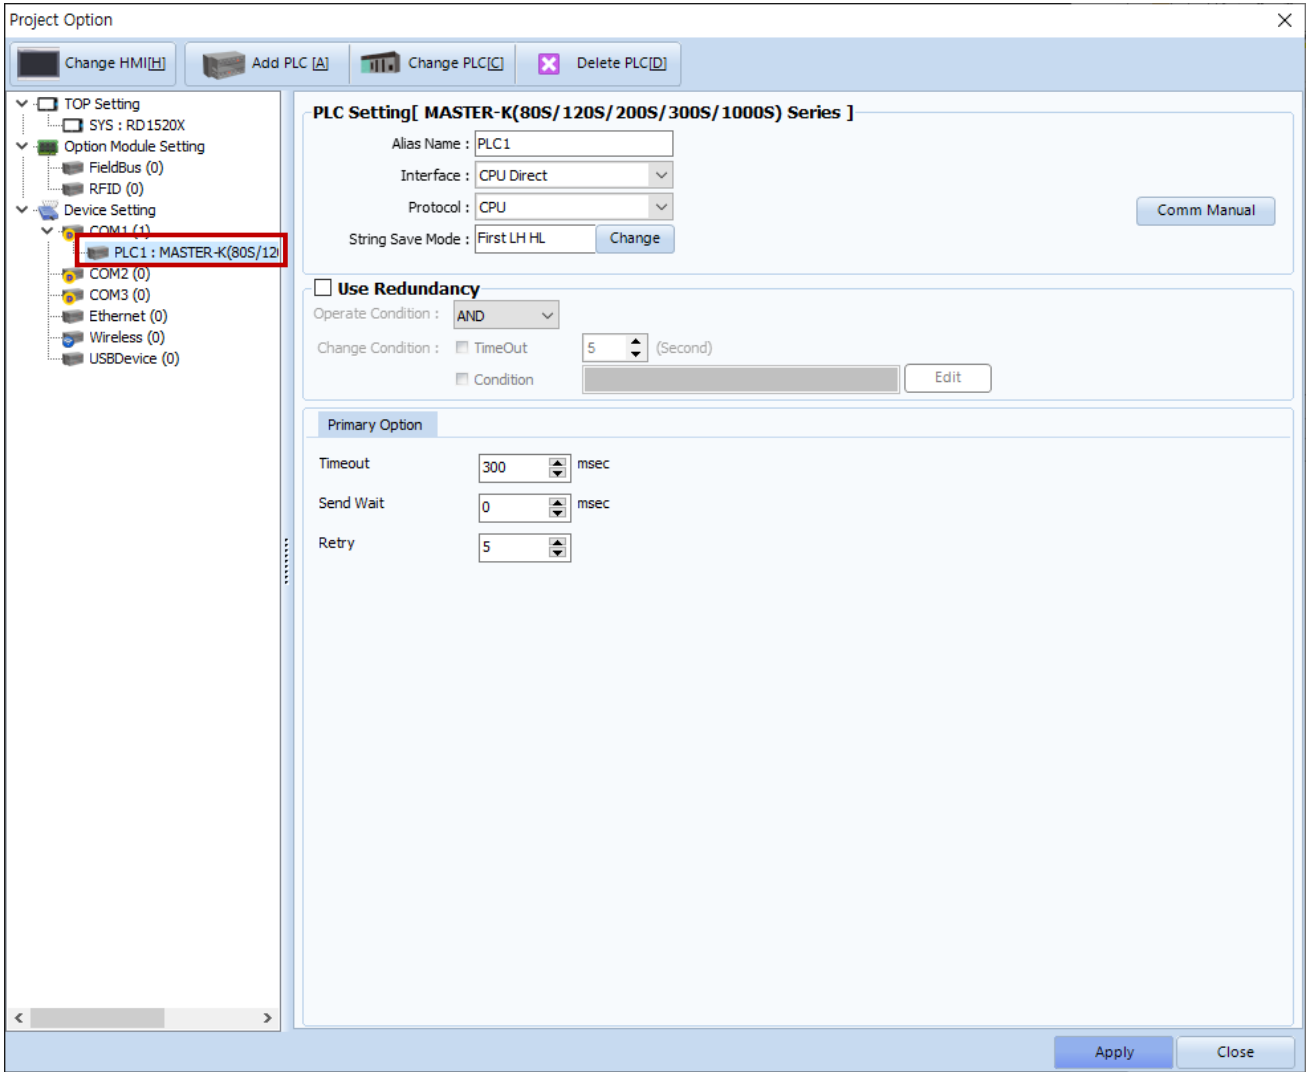 Project Option
Change HMI[H]
Add PLC [A]
Change PLC[C]
Delete PLC[D]
TOP Setting
SYS : RD1520X
Option Module Setting
FieldBus (0)
RFID (0)
Device Setting
COM1 (1)
PLC1 : MASTER-K(80S/12
COM2 (0)
COM3 (0)
Ethernet (0)
Wireless (0)
USBDevice (0)
PLC Setting[ MASTER-K(80S/120S/200S/300S/1000S) Series ]
Alias Name : PLC1
Interface : CPU Direct
Protocol : CPU
Comm Manual
String Save Mode : First LH HL Change
Use Redundancy
Operate Condition : AND
Change Condition : TimeOut 5 (Second)
Condition Edit
Primary Option
Timeout 300 msec
Send Wait 0 msec
Retry 5
Apply
Close